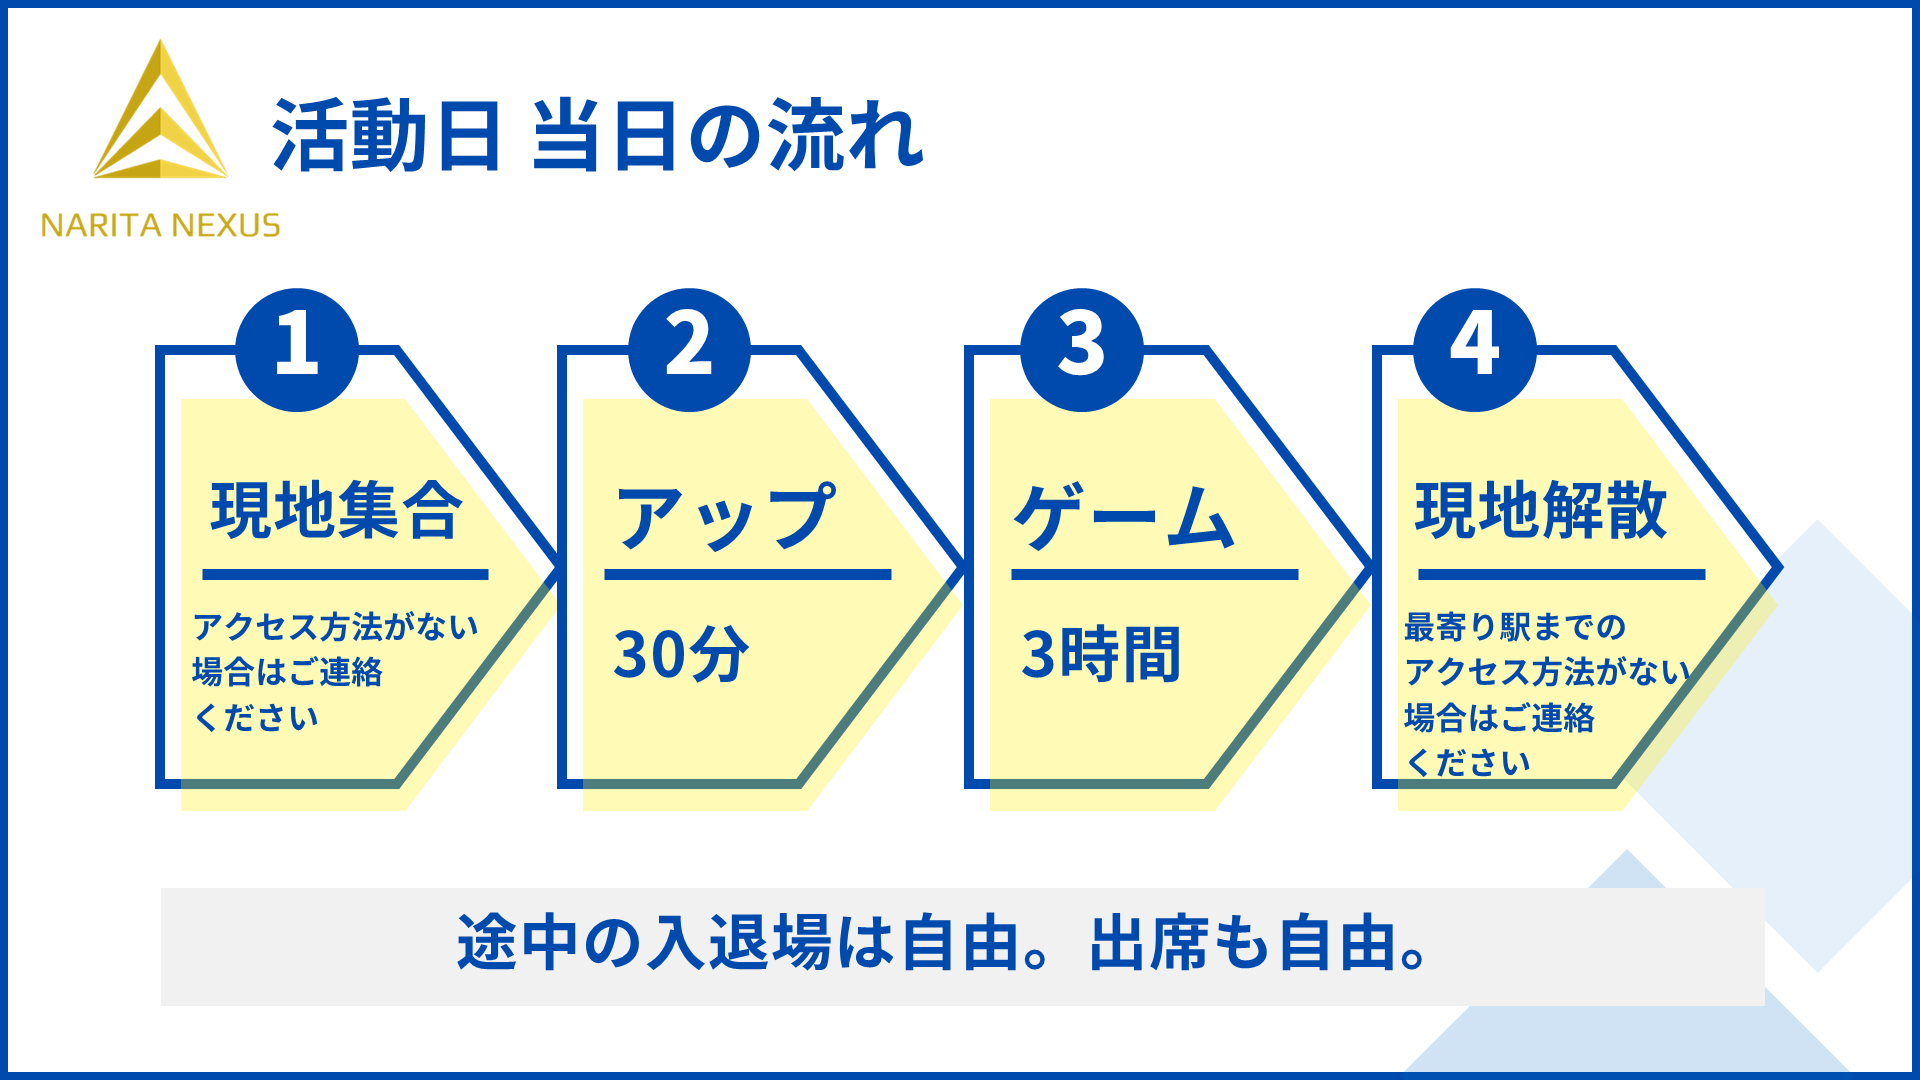 NARITA NEXUS
活動日 当日の流れ
1
現地集合
アクセス方法がない
場合はご連絡
ください
2
アップ
30分
3
ゲーム
3時間
4
現地解散
最寄り駅までの
アクセス方法がない
場合はご連絡
ください
途中の入退場は自由。出席も自由。